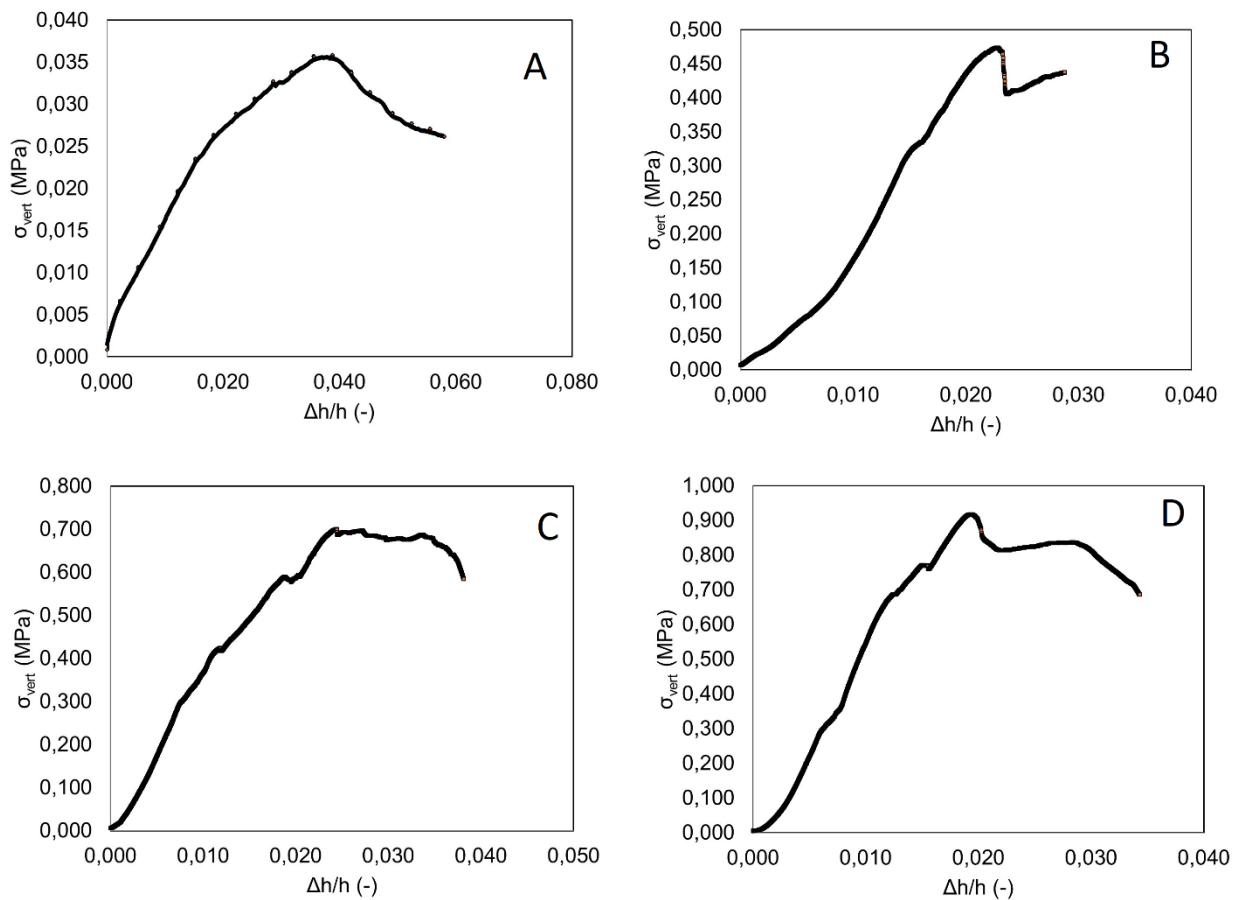 A
σvert (MPa)
0,040
0,035
0,030
0,025
0,020
0,015
0,010
0,005
0,000
0,000 0,020 0,040 0,060 0,080
Δh/h (-)
B
σvert (MPa)
0,500
0,450
0,400
0,350
0,300
0,250
0,200
0,150
0,100
0,050
0,000
0,000 0,010 0,020 0,030 0,040
Δh/h (-)
C
σvert (MPa)
0,800
0,700
0,600
0,500
0,400
0,300
0,200
0,100
0,000
0,000 0,010 0,020 0,030 0,040 0,050
Δh/h (-)
D
σvert (MPa)
1,000
0,900
0,800
0,700
0,600
0,500
0,400
0,300
0,200
0,100
0,000
0,000 0,010 0,020 0,030 0,040
Δh/h (-)